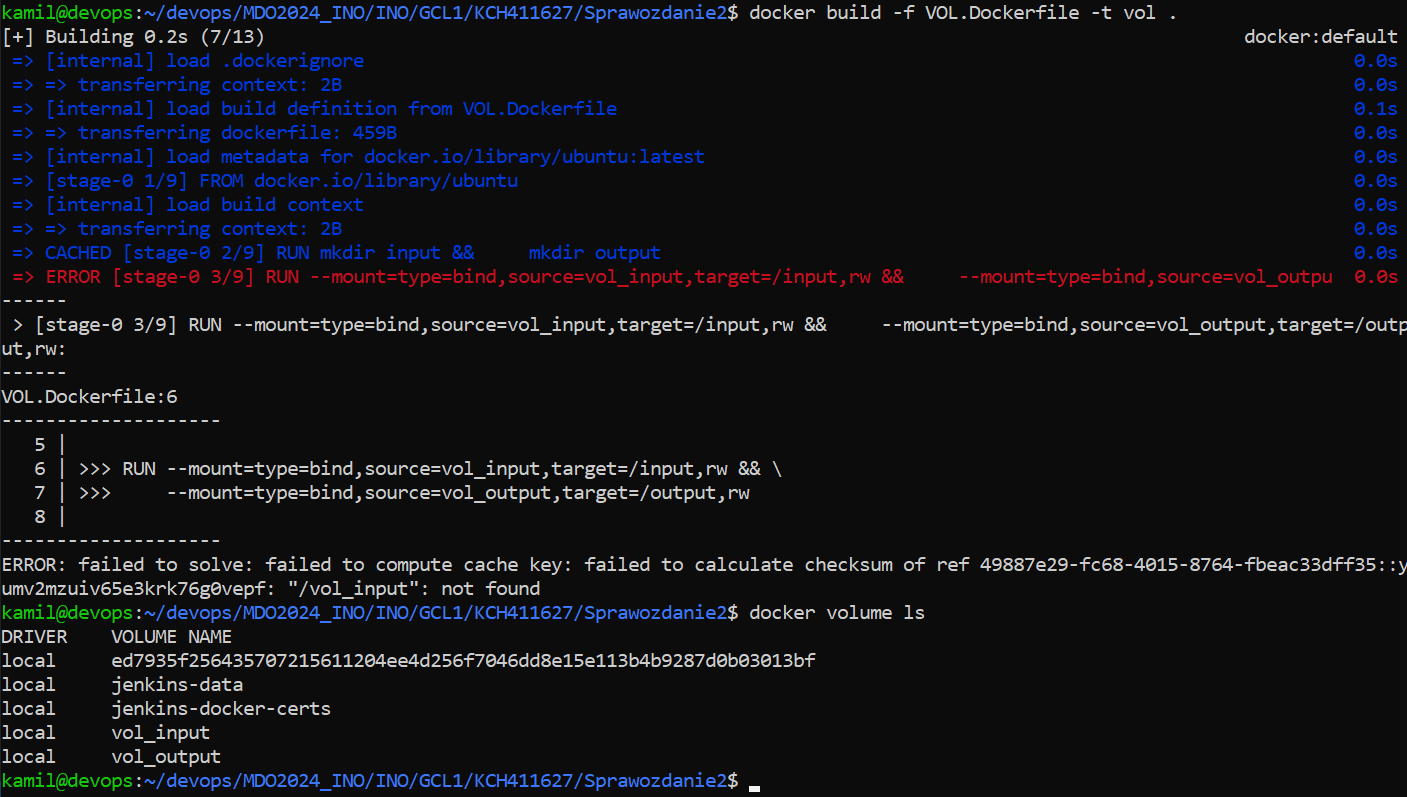 kamil@devops:~/devops/MDO2024_INO/INO/GCL1/KCH411627/Sprawozdanie2$ docker build -f VOL.Dockerfile -t vol .
[+] Building 0.2s (7/13) docker:default
=> [internal] load .dockerignore 0.0s
=> => transferring context: 2B 0.0s
=> [internal] load build definition from VOL.Dockerfile 0.1s
=> => transferring dockerfile: 459B 0.0s
=> [internal] load metadata for docker.io/library/ubuntu:latest 0.0s
=> [stage-0 1/9] FROM docker.io/library/ubuntu 0.0s
=> [internal] load build context 0.0s
=> => transferring context: 2B 0.0s
=> CACHED [stage-0 2/9] RUN mkdir input &&     mkdir output 0.0s
=> ERROR [stage-0 3/9] RUN --mount=type=bind,source=vol_input,target=/input,rw &&     --mount=type=bind,source=vol_outpu 0.0s
------
> [stage-0 3/9] RUN --mount=type=bind,source=vol_input,target=/input,rw &&     --mount=type=bind,source=vol_output,target=/outp
ut,rw:
------
VOL.Dockerfile:6
--------------------
5 |
6 | >>> RUN --mount=type=bind,source=vol_input,target=/input,rw && \
7 | >>>     --mount=type=bind,source=vol_output,target=/output,rw
8 |
--------------------
ERROR: failed to solve: failed to compute cache key: failed to calculate checksum of ref 49887e29-fc68-4015-8764-fbeac33dff35::y
umv2mzuiv65e3krk76g0vepf: "/vol_input": not found
kamil@devops:~/devops/MDO2024_INO/INO/GCL1/KCH411627/Sprawozdanie2$ docker volume ls
DRIVER    VOLUME NAME
local     ed7935f256435707215611204ee4d256f7046dd8e15e113b4b9287d0b03013bf
local     jenkins-data
local     jenkins-docker-certs
local     vol_input
local     vol_output
kamil@devops:~/devops/MDO2024_INO/INO/GCL1/KCH411627/Sprawozdanie2$